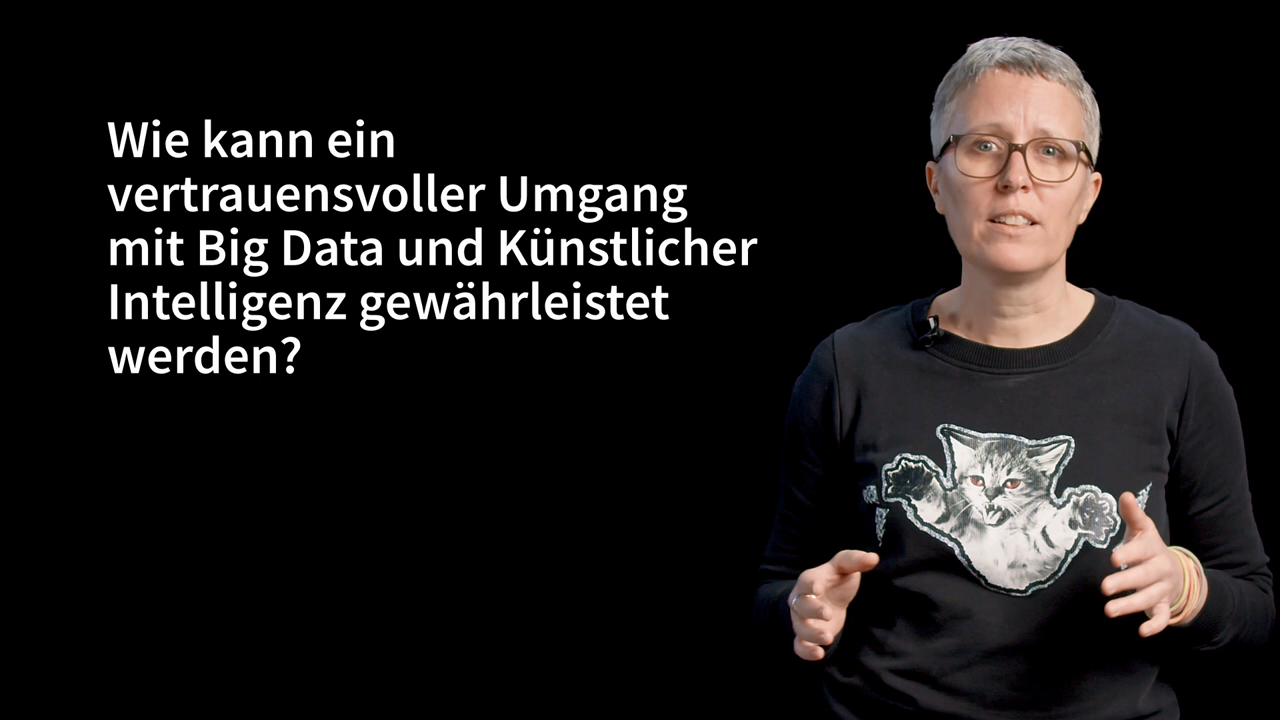 Wie kann ein
vertrauensvoller Umgang
mit Big Data und Künstlicher
Intelligenz gewährleistet
werden?